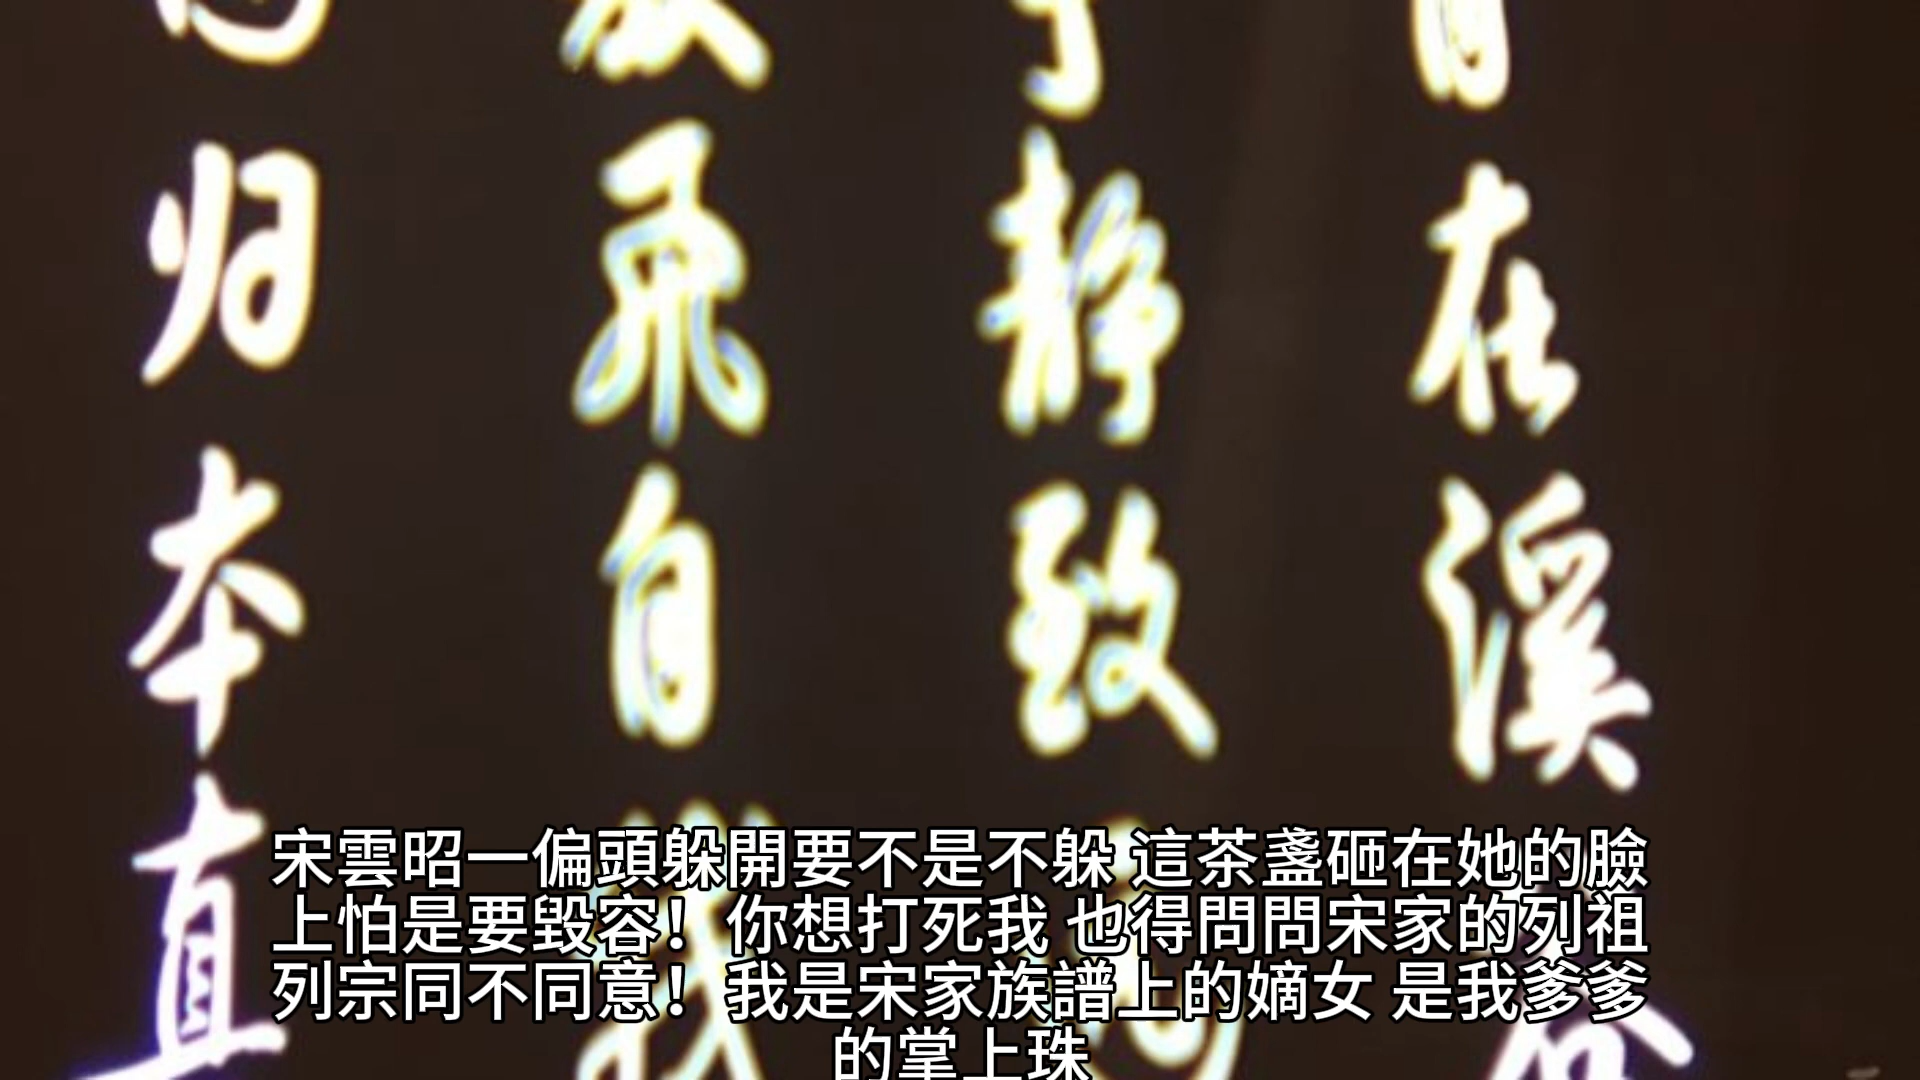 在溪
静致
飛自我
归本真
宋雲昭一偏頭躲開要不是不躲 這茶盞砸在她的臉
上怕是要毀容！你想打死我 也得問問宋家的列祖
列宗同不同意！我是宋家族譜上的嫡女 是我爹爹
的掌上珠